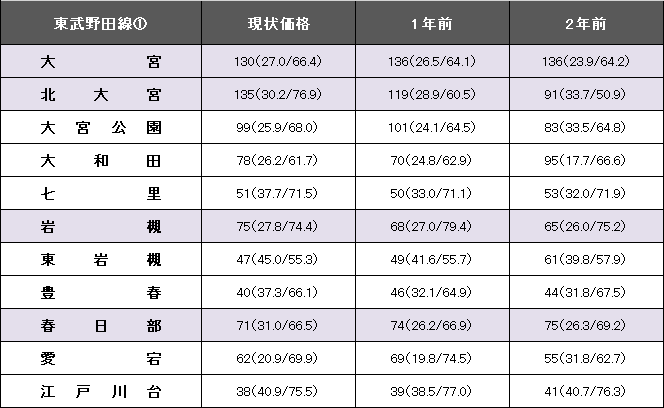 東武野田線① 現状価格 1年前 2年前
大宮 130(27.0/66.4) 136(26.5/64.1) 136(23.9/64.2)
北大宮 135(30.2/76.9) 119(28.9/60.5) 91(33.7/50.9)
大宮公園 99(25.9/68.0) 101(24.1/64.5) 83(33.5/64.8)
大和田 78(26.2/61.7) 70(24.8/62.9) 95(17.7/66.6)
七里 51(37.7/71.5) 50(33.0/71.1) 53(32.0/71.9)
岩槻 75(27.8/74.4) 68(27.0/79.4) 65(26.0/75.2)
東岩槻 47(45.0/55.3) 49(41.6/55.7) 61(39.8/57.9)
豊春 40(37.3/66.1) 46(32.1/64.9) 44(31.8/67.5)
春日部 71(31.0/66.5) 74(26.2/66.9) 75(26.3/69.2)
愛宕 62(20.9/69.9) 69(19.8/74.5) 55(31.8/62.7)
江戸川台 38(40.9/75.5) 39(38.5/77.0) 41(40.7/76.3)